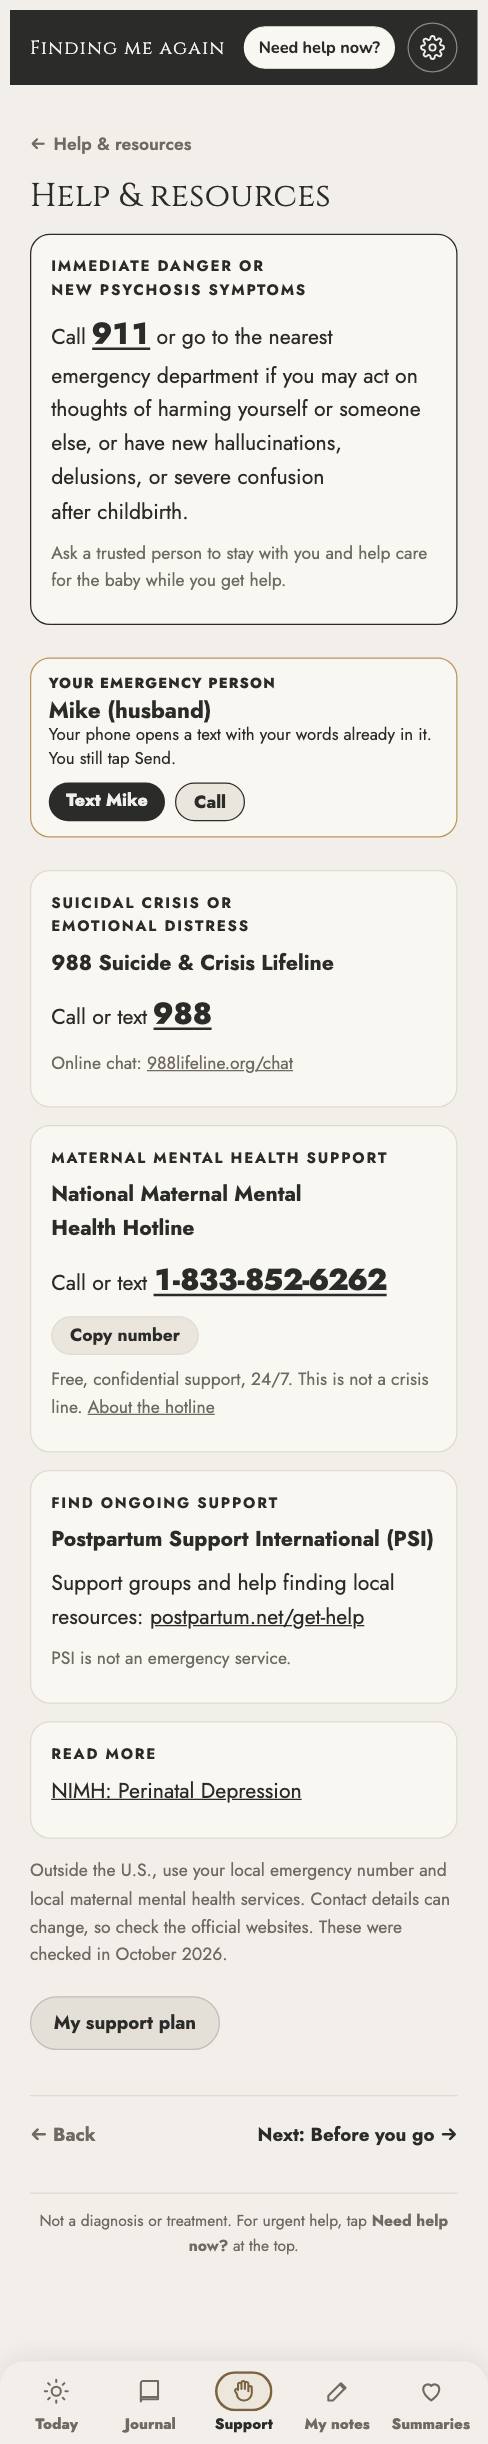 Finding me again
Need help now?
← Help & resources
Help & resources
IMMEDIATE DANGER OR
NEW PSYCHOSIS SYMPTOMS
Call 911 or go to the nearest
emergency department if you may act on
thoughts of harming yourself or someone
else, or have new hallucinations,
delusions, or severe confusion
after childbirth.
Ask a trusted person to stay with you and help care
for the baby while you get help.
YOUR EMERGENCY PERSON
Mike (husband)
Your phone opens a text with your words already in it.
You still tap Send.
Text Mike
Call
SUICIDAL CRISIS OR
EMOTIONAL DISTRESS
988 Suicide & Crisis Lifeline
Call or text 988
Online chat: 988lifeline.org/chat
MATERNAL MENTAL HEALTH SUPPORT
National Maternal Mental
Health Hotline
Call or text 1-833-852-6262
Copy number
Free, confidential support, 24/7. This is not a crisis
line. About the hotline
FIND ONGOING SUPPORT
Postpartum Support International (PSI)
Support groups and help finding local
resources: postpartum.net/get-help
PSI is not an emergency service.
READ MORE
NIMH: Perinatal Depression
Outside the U.S., use your local emergency number and
local maternal mental health services. Contact details can
change, so check the official websites. These were
checked in October 2026.
My support plan
← Back
Next: Before you go →
Not a diagnosis or treatment. For urgent help, tap Need help
now? at the top.
Today
Journal
Support
My notes
Summaries